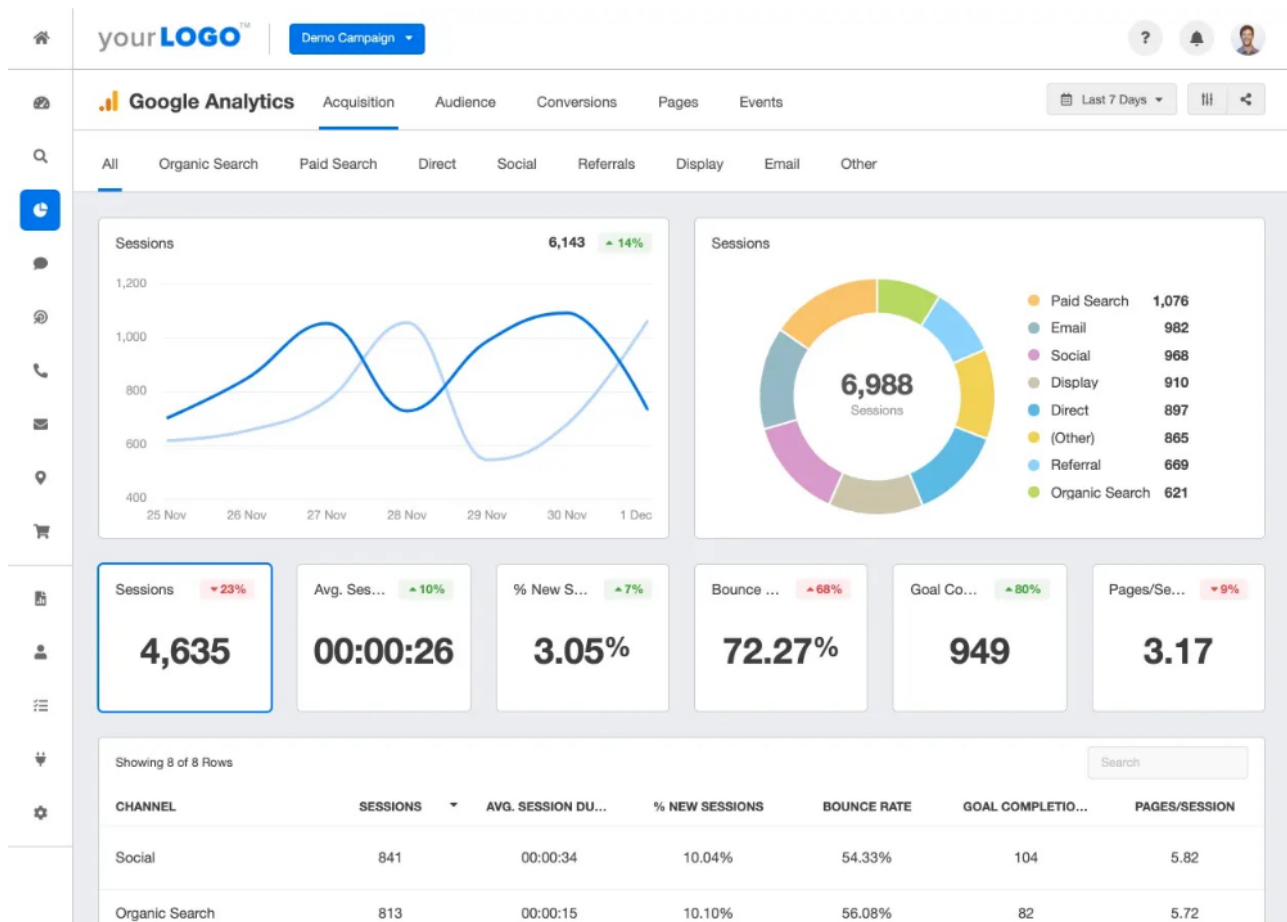 yourLOGO™
Demo Campaign
?
Google Analytics
Acquisition
Audience
Conversions
Pages
Events
Last 7 Days
All
Organic Search
Paid Search
Direct
Social
Referrals
Display
Email
Other
Sessions
6,143
14%
1,200
1,000
800
600
400
25 Nov
26 Nov
27 Nov
28 Nov
29 Nov
30 Nov
1 Dec
Sessions
6,988
Sessions
Paid Search 1,076
Email 982
Social 968
Display 910
Direct 897
(Other) 865
Referral 669
Organic Search 621
Sessions 23%
4,635
Avg. Ses... 10%
00:00:26
% New S... 7%
3.05%
Bounce ... 68%
72.27%
Goal Co... 80%
949
Pages/Se... 9%
3.17
Showing 8 of 8 Rows
Search
CHANNEL SESSIONS AVG. SESSION DU... % NEW SESSIONS BOUNCE RATE GOAL COMPLETIO... PAGES/SESSION
Social 841 00:00:34 10.04% 54.33% 104 5.82
Organic Search 813 00:00:15 10.10% 56.08% 82 5.72